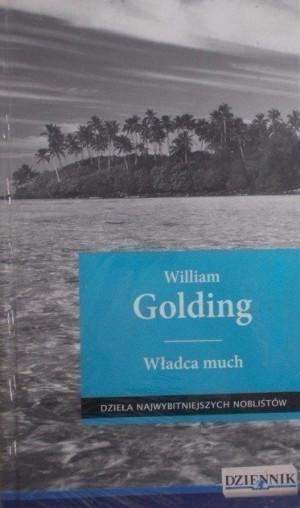 William
Golding
Władca much
DZIEŁA NAJWYBITNIEJSZYCH NOBLISTÓW
DZIENNIK